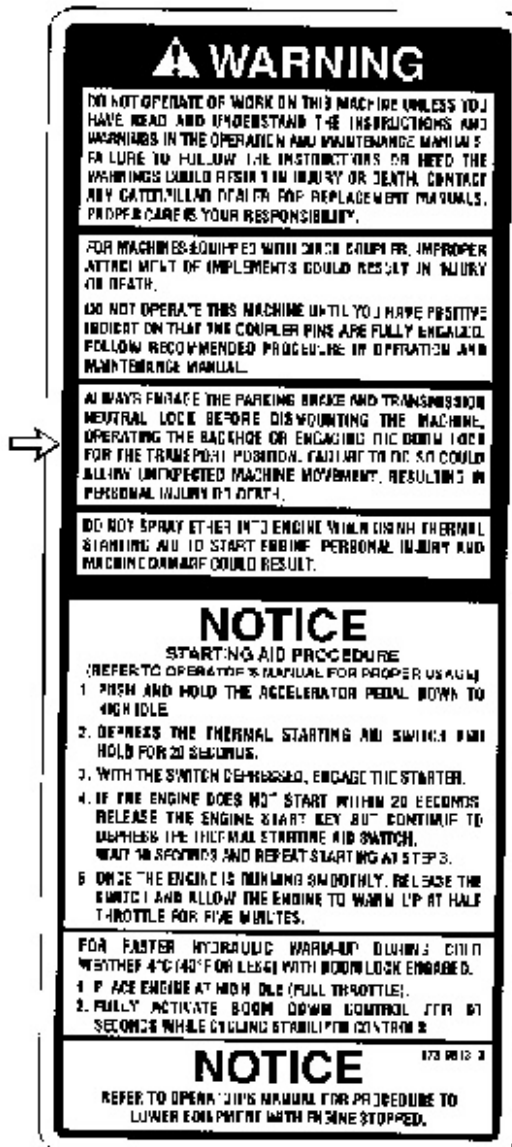 WARNING
DO NOT OPERATE OR WORK ON THIS MACHINE UNLESS YOU
HAVE READ AND UNDERSTAND THE INSTRUCTIONS AND
WARNINGS IN THE OPERATION AND MAINTENANCE MANUALS.
FAILURE TO FOLLOW THE INSTRUCTIONS OR HEED THE
WARNINGS COULD RESULT IN INJURY OR DEATH. CONTACT
ANY CATERPILLAR DEALER FOR REPLACEMENT MANUALS.
PROPER CARE IS YOUR RESPONSIBILITY.
FOR MACHINES EQUIPPED WITH QUICK COUPLER, IMPROPER
ATTACHMENT OF IMPLEMENTS COULD RESULT IN INJURY
OR DEATH.
DO NOT OPERATE THIS MACHINE UNTIL YOU HAVE POSITIVE
INDICATION THAT THE COUPLER PINS ARE FULLY ENGAGED.
FOLLOW RECOMMENDED PROCEDURE IN OPERATION AND
MAINTENANCE MANUAL.
ALWAYS ENGAGE THE PARKING BRAKE AND TRANSMISSION
NEUTRAL LOCK BEFORE DISMOUNTING THE MACHINE,
OPERATING THE BACKHOE OR ENGAGING THE BOOM LOCK
FOR THE TRANSPORT POSITION. FAILURE TO DO SO COULD
ALLOW UNEXPECTED MACHINE MOVEMENT, RESULTING IN
PERSONAL INJURY OR DEATH.
DO NOT SPRAY ETHER INTO ENGINE WHEN USING THERMAL
STARTING AID TO START ENGINE. PERSONAL INJURY AND
MACHINE DAMAGE COULD RESULT.
NOTICE
STARTING AID PROCEDURE
(REFER TO OPERATOR'S MANUAL FOR PROPER USAGE)
1. PUSH AND HOLD THE ACCELERATOR PEDAL DOWN TO
HIGH IDLE.
2. DEPRESS THE THERMAL STARTING AID SWITCH AND
HOLD FOR 20 SECONDS.
3. WITH THE SWITCH DEPRESSED, ENGAGE THE STARTER.
4. IF THE ENGINE DOES NOT START WITHIN 20 SECONDS
RELEASE THE ENGINE START KEY BUT CONTINUE TO
DEPRESS THE THERMAL STARTING AID SWITCH.
WAIT SECONDS AND REPEAT STARTING AT STEP 3.
5. ONCE THE ENGINE IS RUNNING SMOOTHLY, RELEASE THE
SWITCH AND ALLOW THE ENGINE TO WARM UP AT HALF
THROTTLE FOR FIVE MINUTES.
FOR FASTER HYDRAULIC WARM-UP DURING COLD
WEATHER 4°C (40°F OR LESS) WITH BOOM LOCK ENGAGED.
1. PLACE ENGINE AT HIGH IDLE (FULL THROTTLE).
2. FULLY ACTIVATE BOOM DOWN CONTROL FOR
SECONDS WHILE CYCLING STABILIZER CONTROLS
NOTICE
REFER TO OPERATOR'S MANUAL FOR PROCEDURE TO
LOWER EQUIPMENT WITH ENGINE STOPPED.